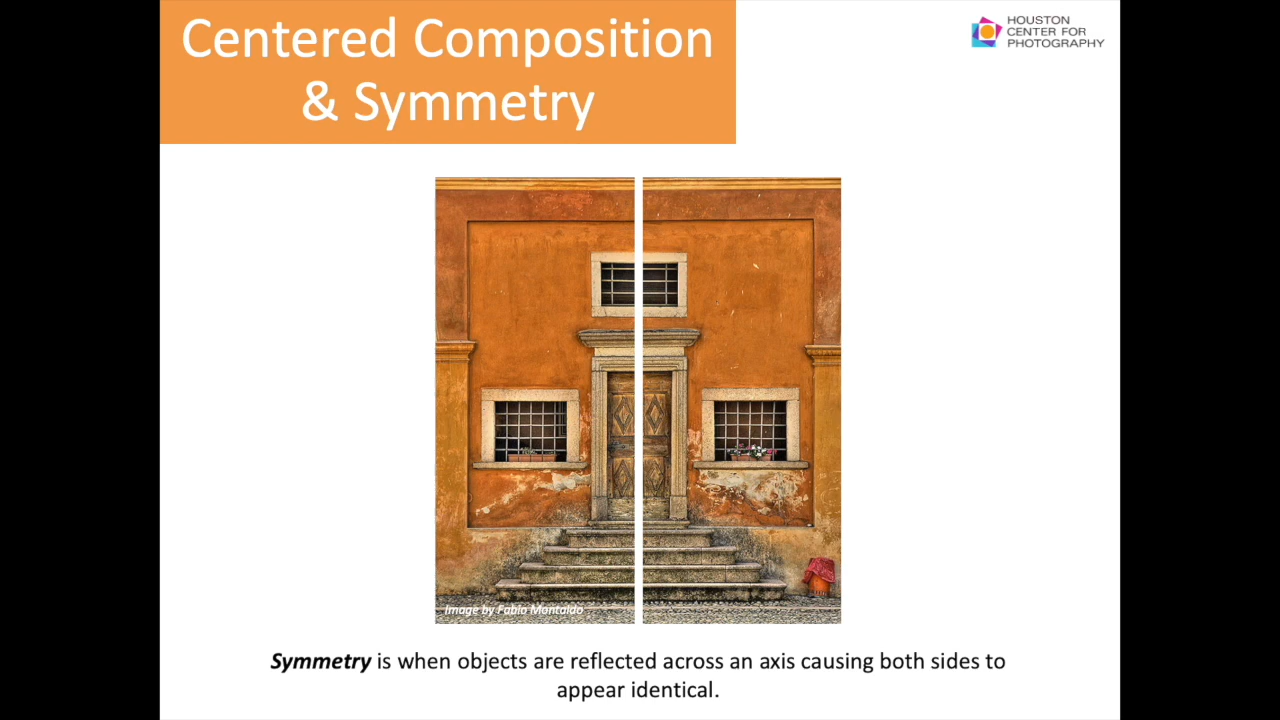 Centered Composition
& Symmetry
HOUSTON
CENTER FOR
PHOTOGRAPHY
Image by Fabio Montaldo
Symmetry is when objects are reflected across an axis causing both sides to
appear identical.